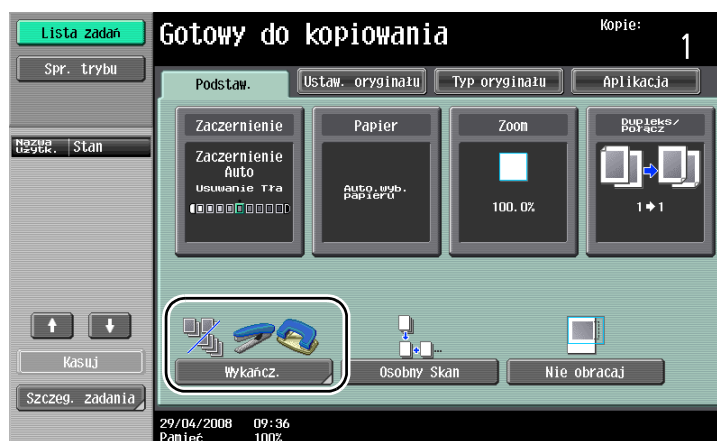 Lista zadań
Spr. trybu
Nazwa użytk.
Stan
Kasuj
Szczeg. zadania
Gotowy do kopiowania
Kopie:
1
Podstaw.
Ustaw. oryginału
Typ oryginału
Aplikacja
Zaczernienie
Zaczernienie
Auto
Usuwanie Tła
Papier
Auto.wyb.
papieru
Zoom
100.0%
Dupleks/
Połącz
1➔1
Wykańcz.
Osobny Skan
Nie obracaj
29/04/2008 09:36
Pamięć 100%